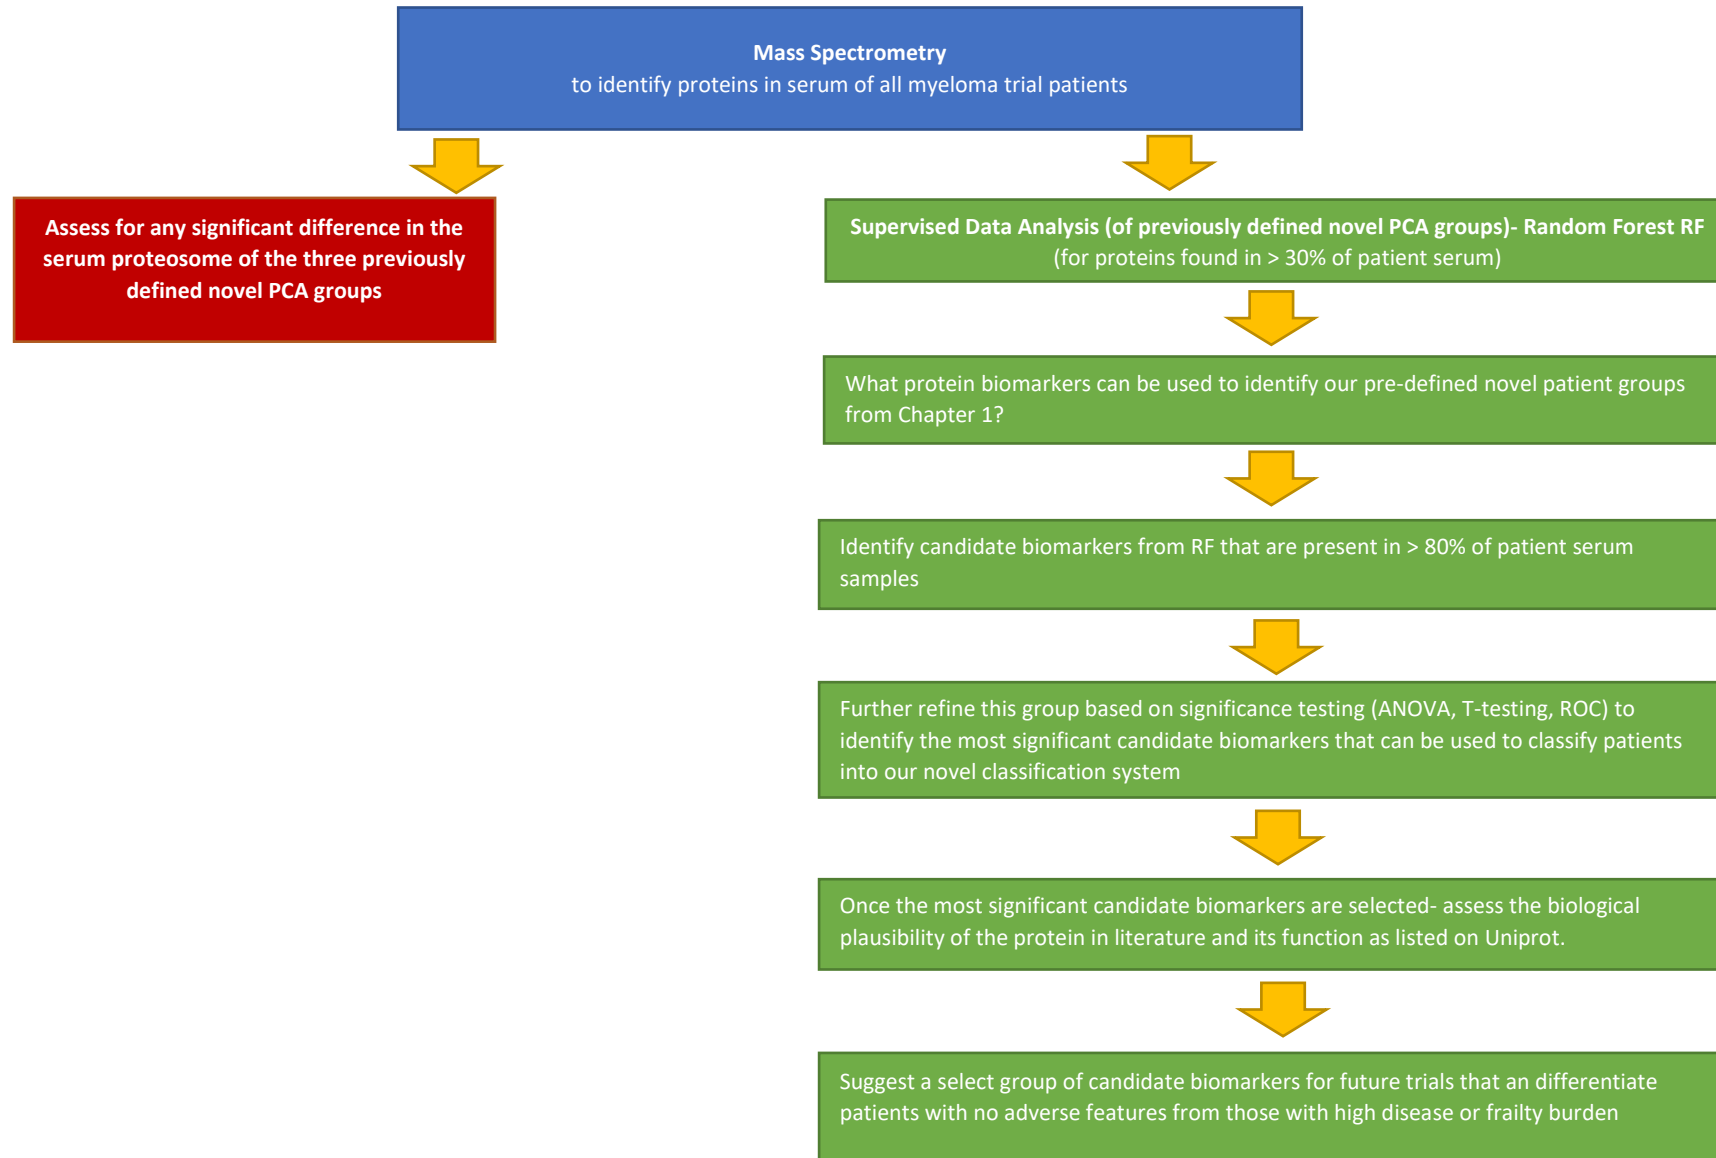 Mass Spectrometry
to identify proteins in serum of all myeloma trial patients
Assess for any significant difference in the
serum proteosome of the three previously
defined novel PCA groups
Supervised Data Analysis (of previously defined novel PCA groups)- Random Forest RF
(for proteins found in > 30% of patient serum)
What protein biomarkers can be used to identify our pre-defined novel patient groups
from Chapter 1?
Identify candidate biomarkers from RF that are present in > 80% of patient serum
samples
Further refine this group based on significance testing (ANOVA, T-testing, ROC) to
identify the most significant candidate biomarkers that can be used to classify patients
into our novel classification system
Once the most significant candidate biomarkers are selected- assess the biological
plausibility of the protein in literature and its function as listed on Uniprot.
Suggest a select group of candidate biomarkers for future trials that an differentiate
patients with no adverse features from those with high disease or frailty burden